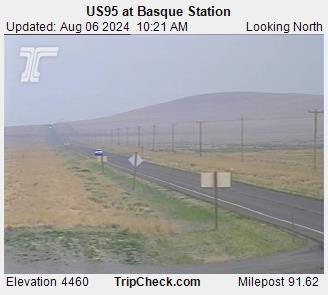 US95 at Basque Station
Updated: Aug 06 2024 10:21 AM Looking North
Elevation 4460 TripCheck.com Milepost 91.62